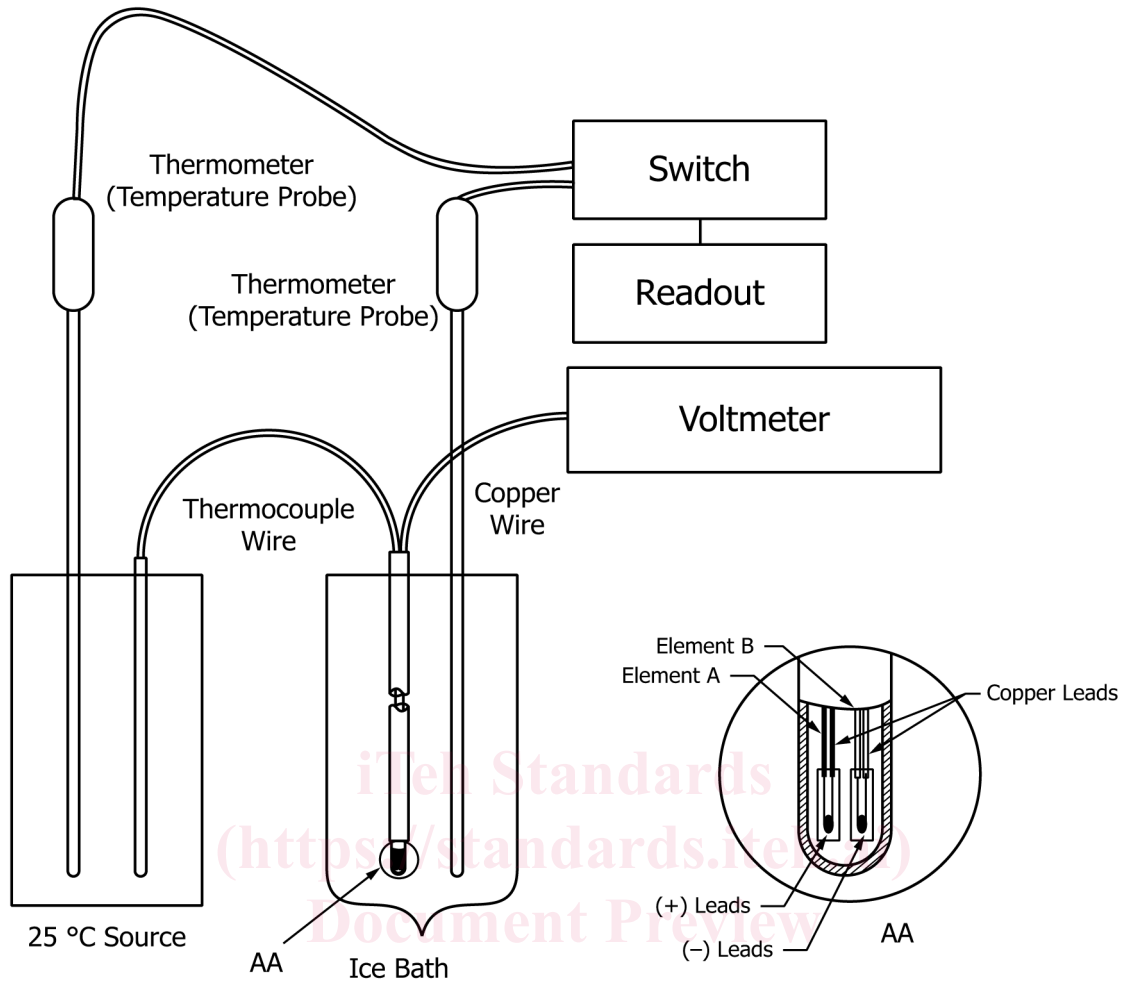 Thermometer
(Temperature Probe)
Switch
Thermometer
(Temperature Probe)
Readout
Voltmeter
Thermocouple
Wire
Copper
Wire
Element B
Element A
Copper Leads
iTeh Standards
(https://standards.iteh.ai)
Document Preview
(+) Leads
(−) Leads
AA
25 °C Source
AA
Ice Bath